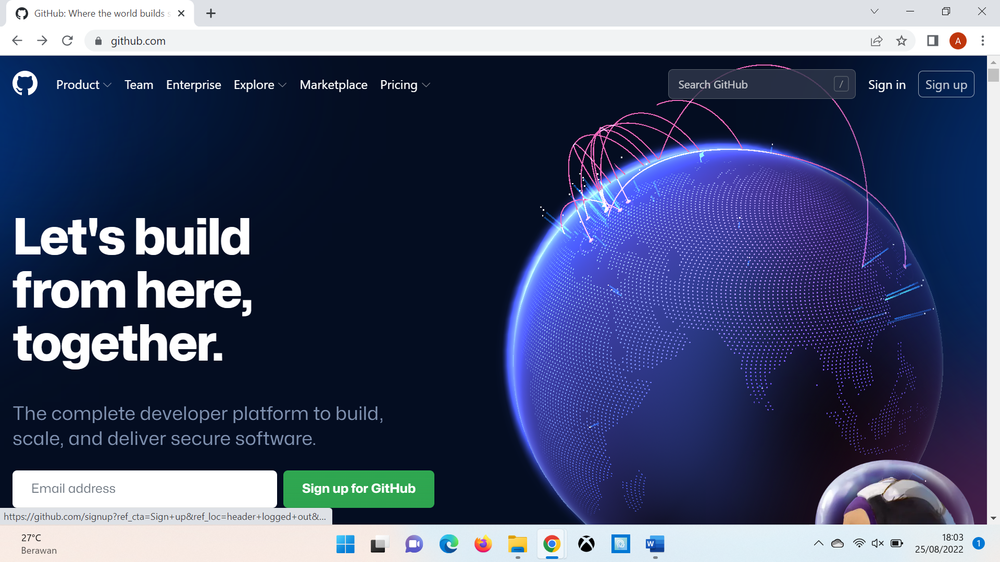 GitHub: Where the world builds s
github.com
A
Product Team Enterprise Explore Marketplace Pricing
Search GitHub /
Sign in
Sign up
Let's build
from here,
together.
The complete developer platform to build,
scale, and deliver secure software.
Email address
Sign up for GitHub
https://github.com/signup?ref_cta=Sign+up&ref_loc=header+logged+out&...
27°C
Berawan
W
18:03
25/08/2022
1